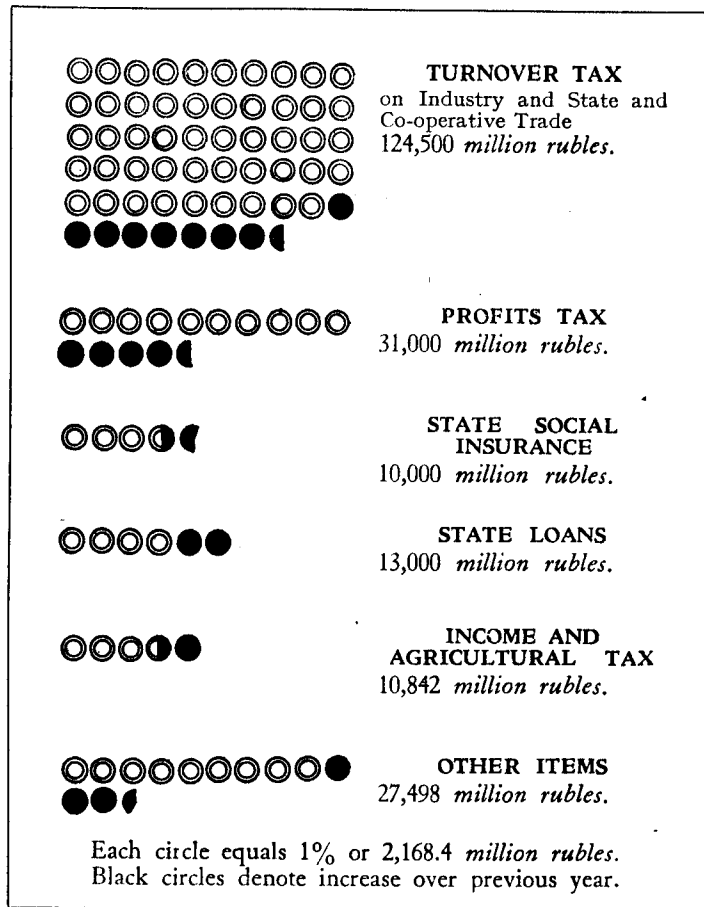 TURNOVER TAX
on Industry and State and
Co-operative Trade
124,500 million rubles.
PROFITS TAX
31,000 million rubles.
STATE SOCIAL
INSURANCE
10,000 million rubles.
STATE LOANS
13,000 million rubles.
INCOME AND
AGRICULTURAL TAX
10,842 million rubles.
OTHER ITEMS
27,498 million rubles.
Each circle equals 1% or 2,168.4 million rubles.
Black circles denote increase over previous year.